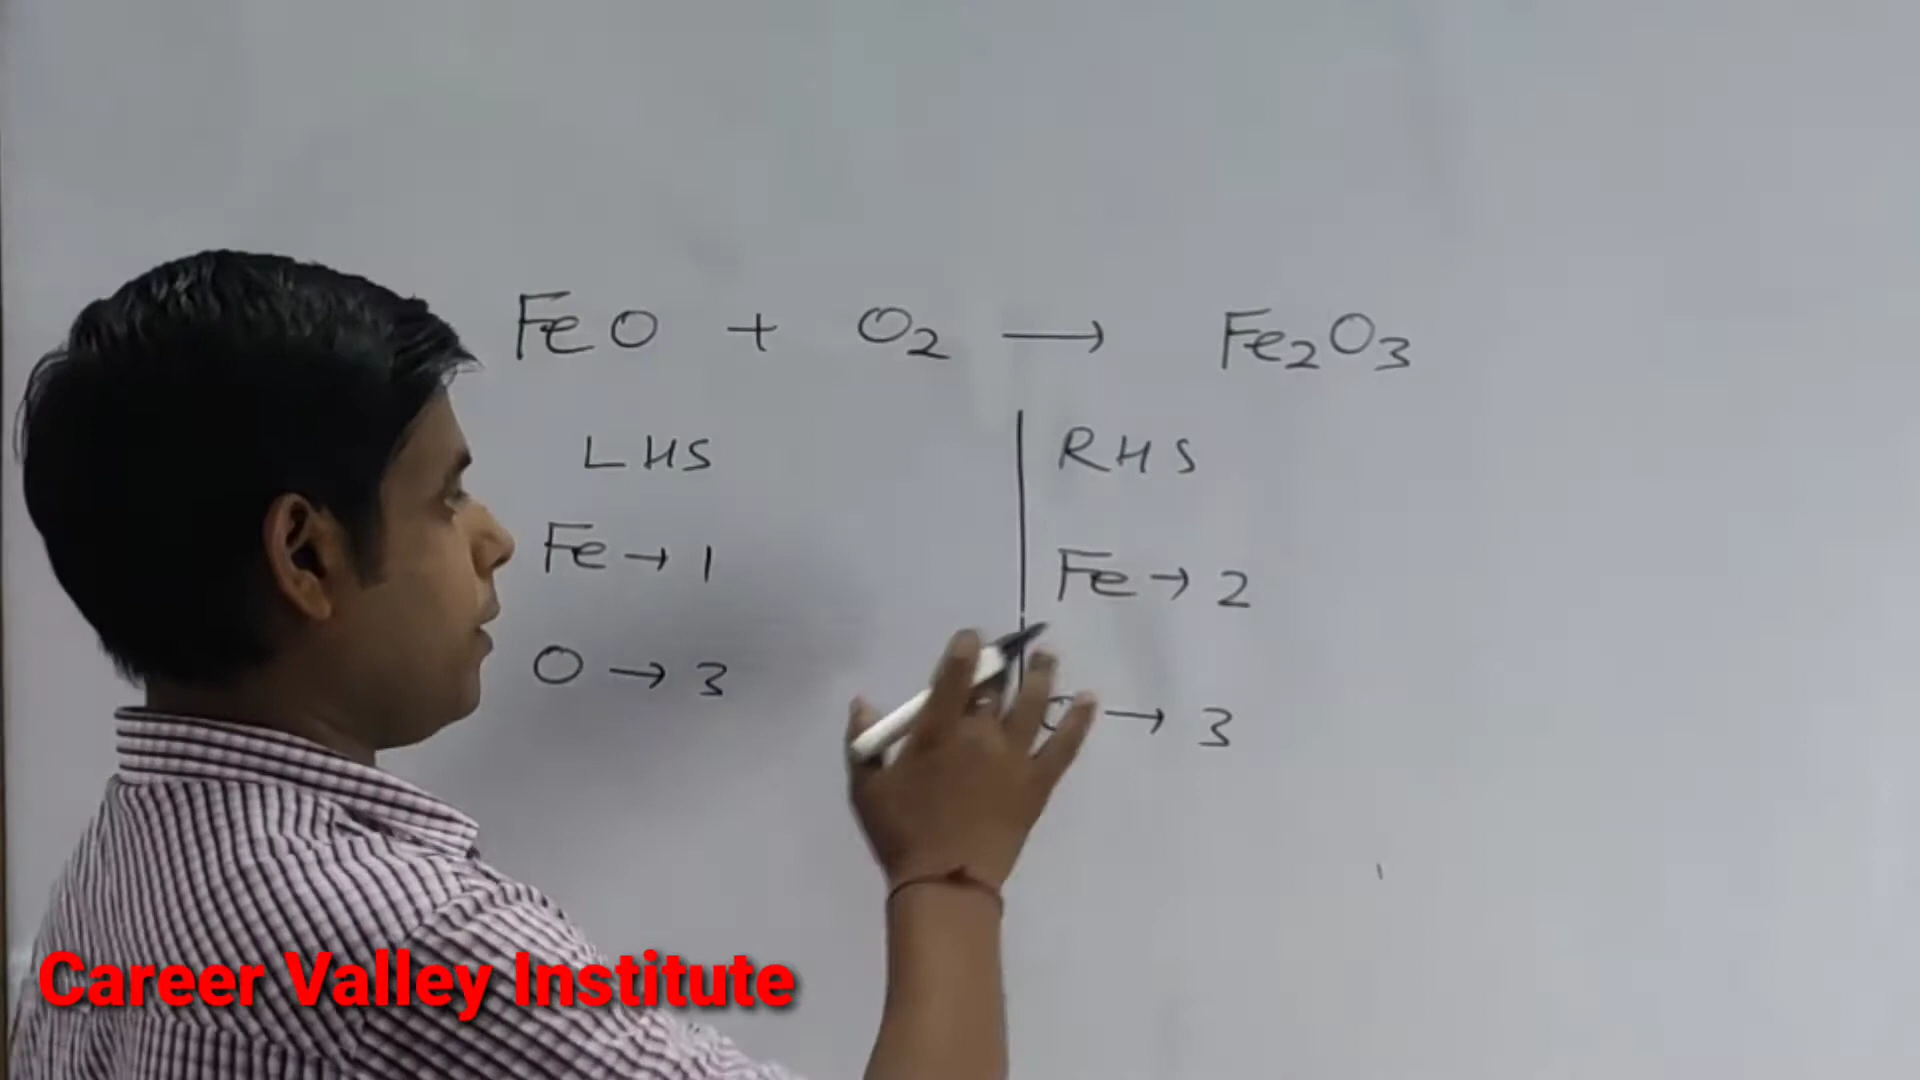 FeO + O₂ → Fe₂O₃
LHS
RHS
Fe → 1
Fe → 2
O → 3
O → 3
Career Valley Institute